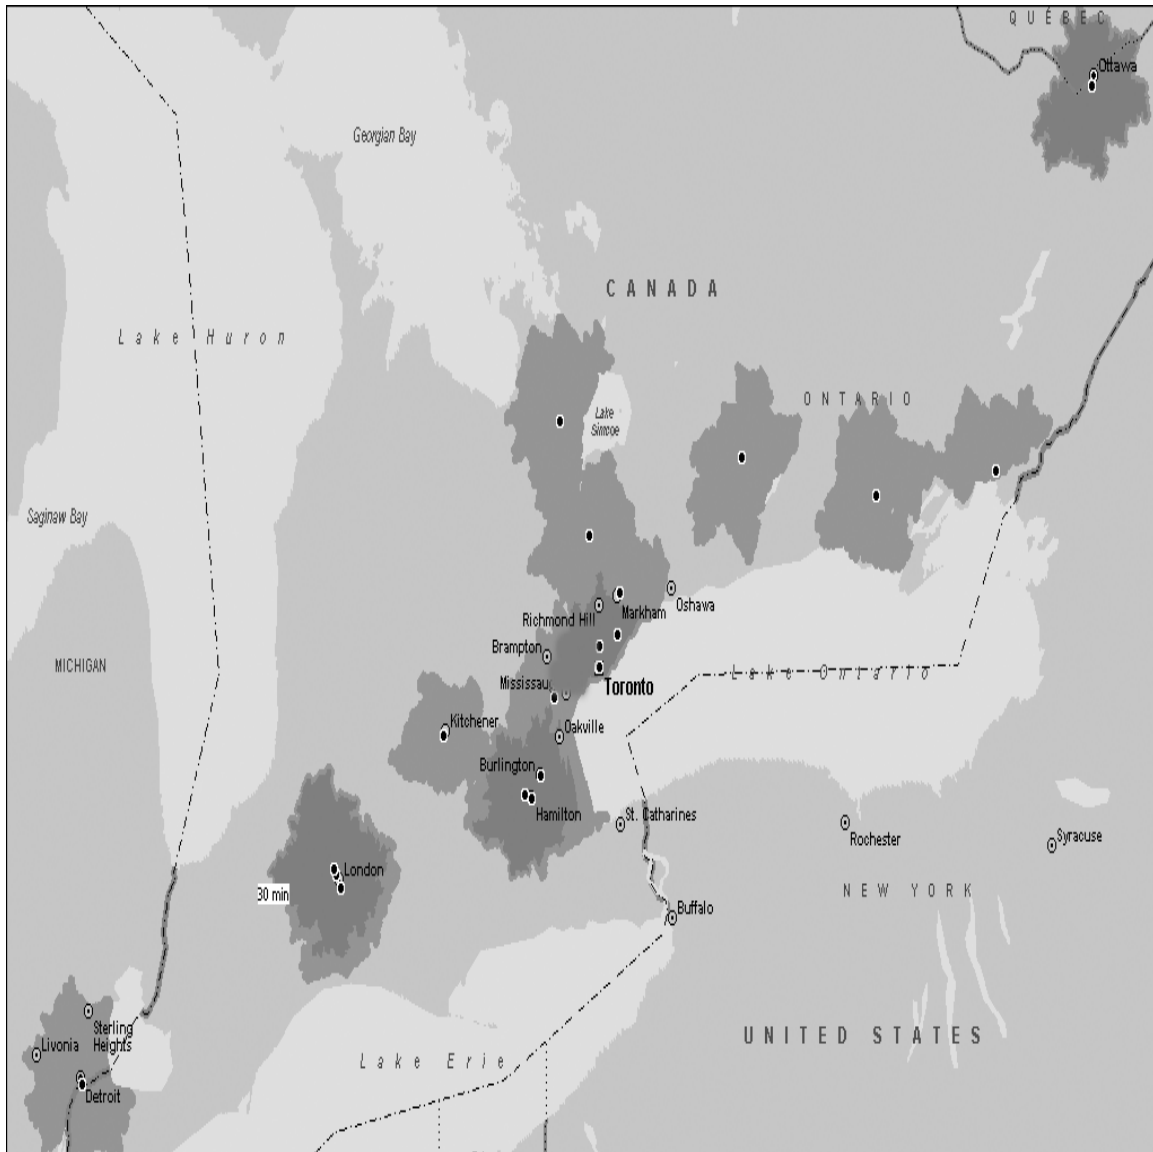 QUÉBEC
Ottawa
Georgian Bay
CANADA
Lake Huron
ONTARIO
Lake
Simcoe
Saginaw Bay
Oshawa
Markham
Richmond Hill
Brampton
MICHIGAN
Lake Ontario
Mississau
Toronto
Kitchener
Oakville
Burlington
Hamilton
St. Catharines
Rochester
Syracuse
London
30 min
NEW YORK
Buffalo
Sterling
Heights
UNITED STATES
Livonia
Lake Erie
Detroit